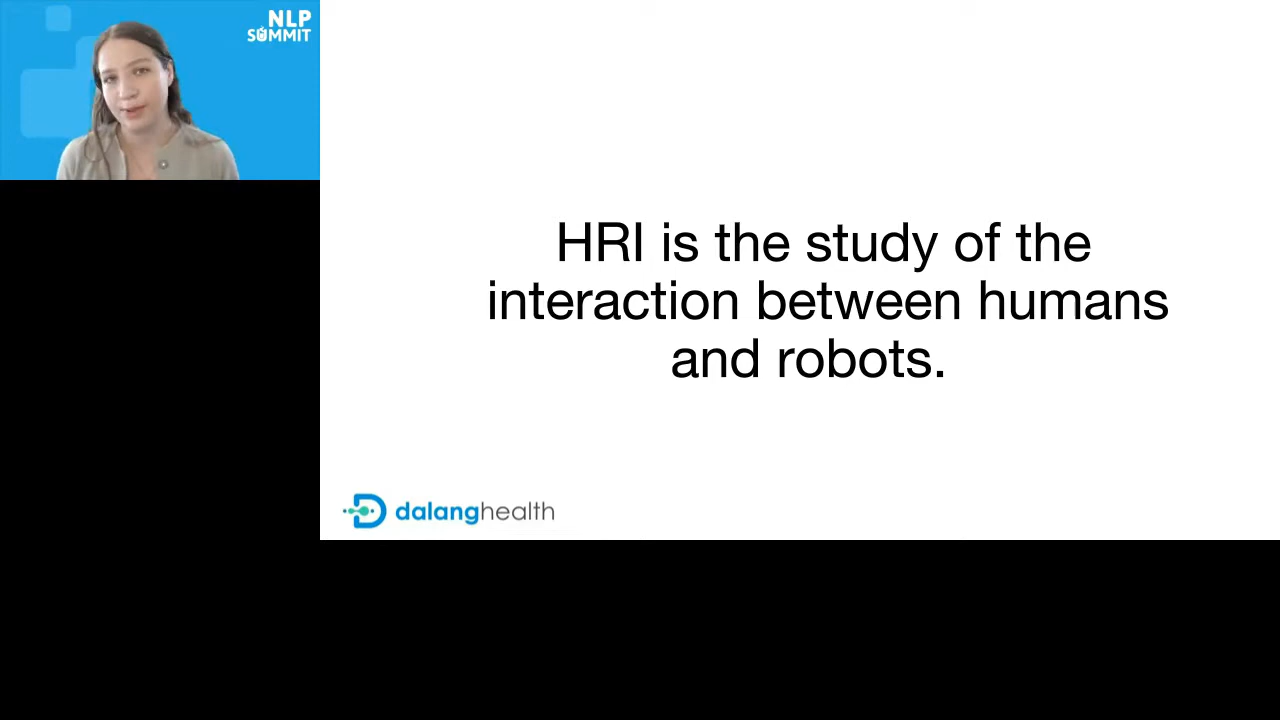 NLP
SUMMIT
HRI is the study of the
interaction between humans
and robots.
dalanghealth